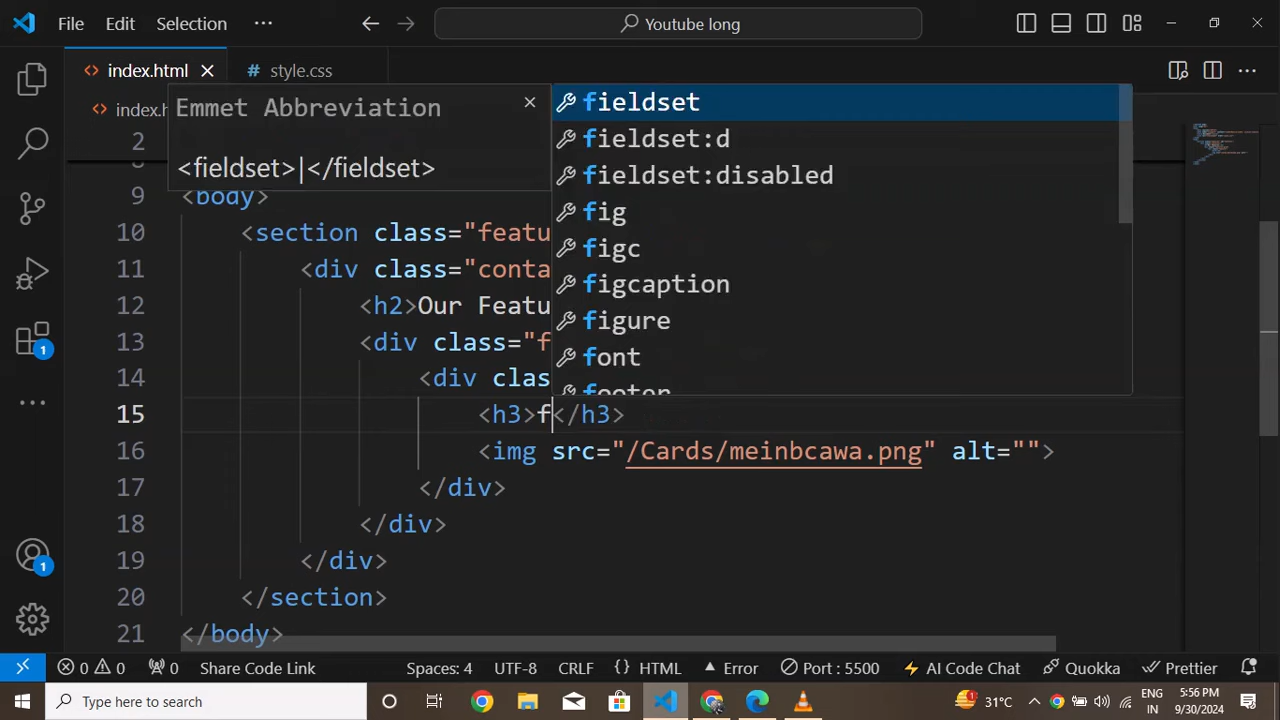 File Edit Selection ··· Youtube long
index.html # style.css
index.h
Emmet Abbreviation
<fieldset>|</fieldset>
fieldset
fieldset:d
fieldset:disabled
fig
figc
figcaption
figure
font
footer
2
9 <body>
10 <section class="featu
11 <div class="conta
12 <h2>Our Featu
13 <div class="f
14 <div clas
15 <h3>f</h3>
16 <img src="/Cards/meinbcawa.png" alt="">
17 </div>
18 </div>
19 </div>
20 </section>
21 </body>
1
1
0 0 0 Share Code Link Spaces: 4 UTF-8 CRLF {} HTML Error Port : 5500 AI Code Chat Quokka Prettier
Type here to search 31°C ENG IN 5:56 PM 9/30/2024 1